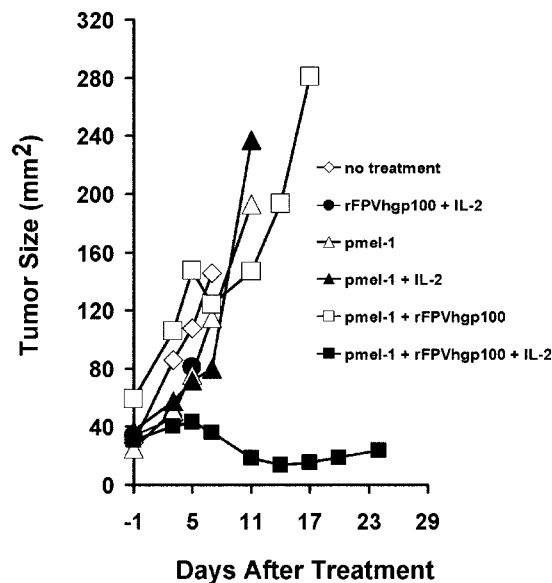 320
280
240
200
160
120
80
40
0
Tumor Size (mm²)
-1 5 11 17 23 29
Days After Treatment
no treatment
rFPVhgp100 + IL-2
pmel-1
pmel-1 + IL-2
pmel-1 + rFPVhgp100
pmel-1 + rFPVhgp100 + IL-2